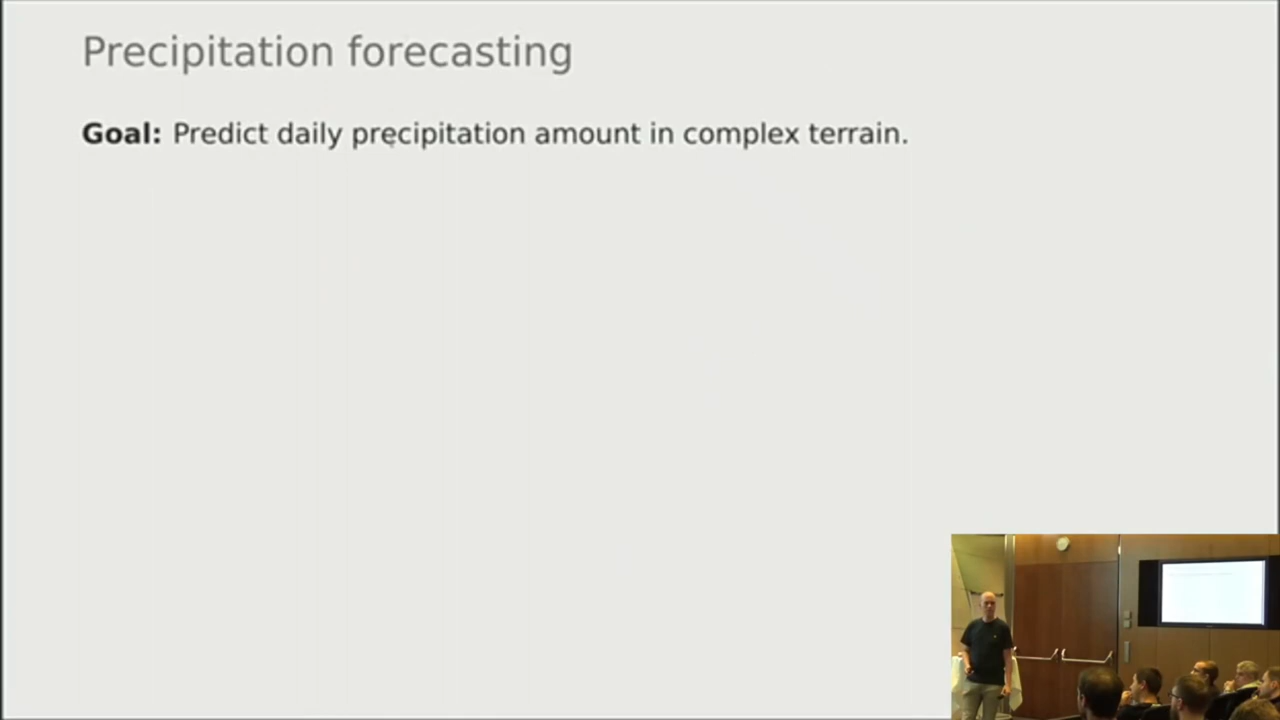 Precipitation forecasting
Goal: Predict daily precipitation amount in complex terrain.